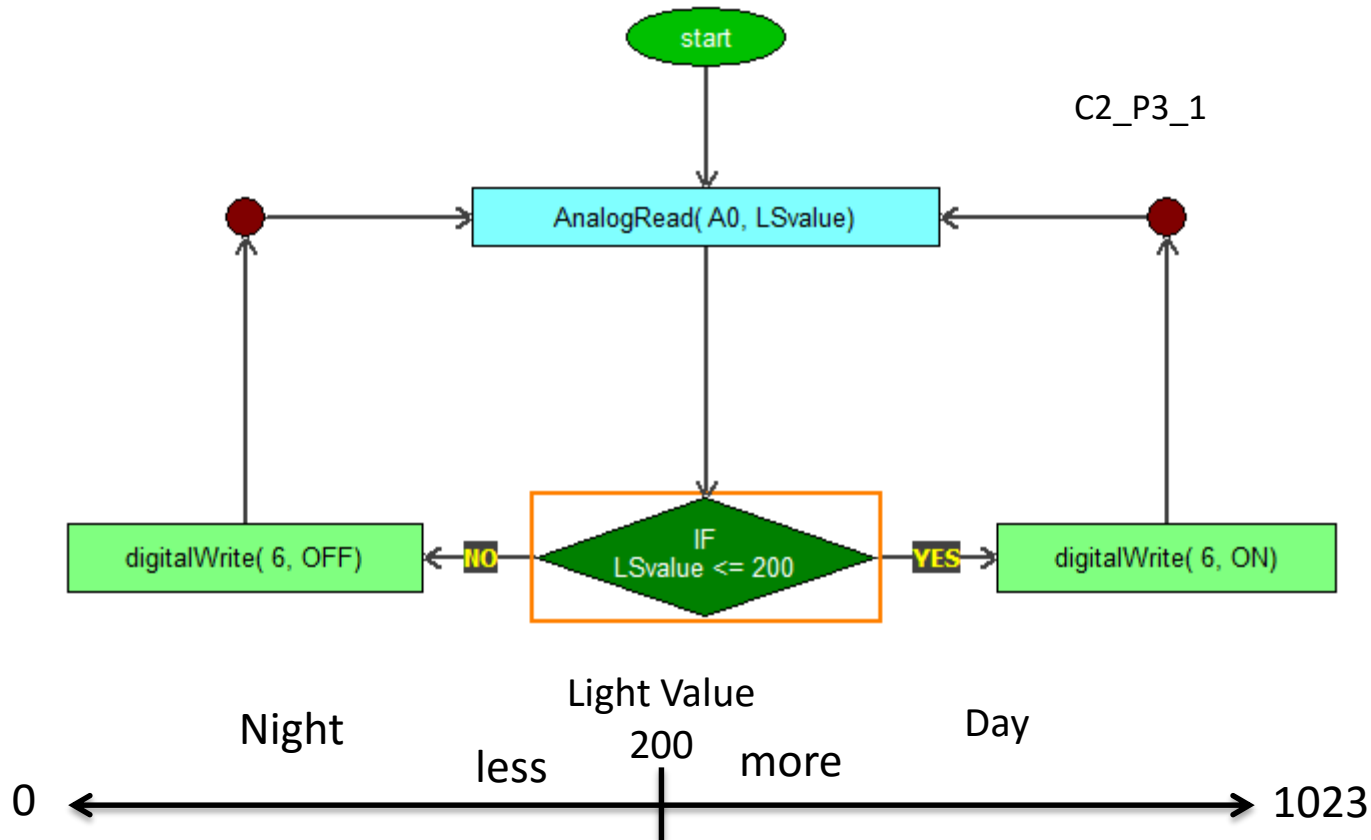 start
C2_P3_1
AnalogRead( A0, LSvalue)
digitalWrite( 6, OFF)
NO
IF
LSvalue <= 200
YES
digitalWrite( 6, ON)
Light Value
Night
200
Day
less
more
0
1023